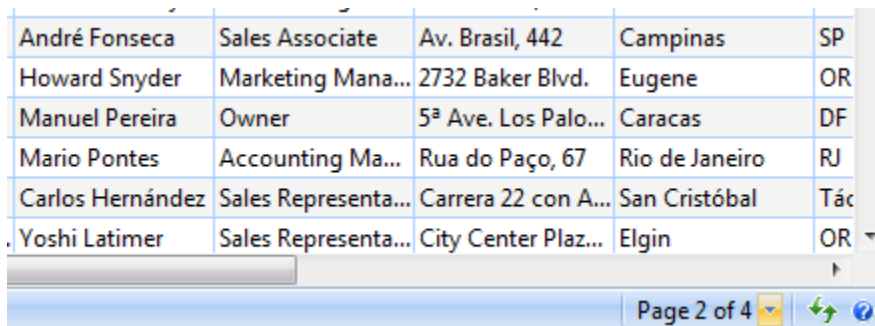 André Fonseca Sales Associate Av. Brasil, 442 Campinas SP
Howard Snyder Marketing Mana... 2732 Baker Blvd. Eugene OR
Manuel Pereira Owner 5ª Ave. Los Palo... Caracas DF
Mario Pontes Accounting Ma... Rua do Paço, 67 Rio de Janeiro RJ
Carlos Hernández Sales Representa... Carrera 22 con A... San Cristóbal Tác
. Yoshi Latimer Sales Representa... City Center Plaz... Elgin OR
Page 2 of 4